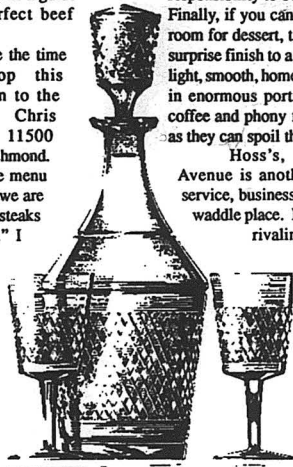 rfect beef
e the time
op this
n to the
Chris
11500
hmond.
e menu
we are
steaks
" I
Finally, if you can
room for dessert, t
surprise finish to a
light, smooth, home
in enormous port
coffee and phony
as they can spoil th
Hoss's,
Avenue is anoth
service, business
waddle place. I
rivalin